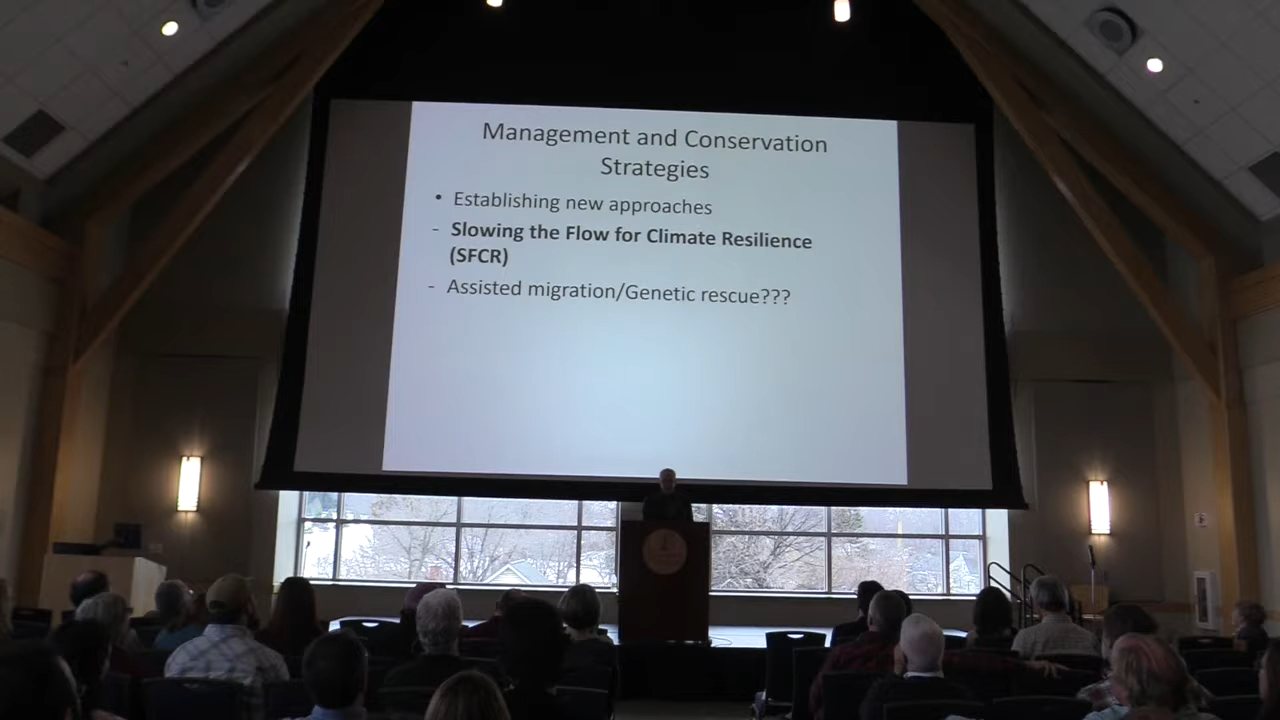 Management and Conservation
Strategies
• Establishing new approaches
- Slowing the Flow for Climate Resilience
(SFCR)
- Assisted migration/Genetic rescue???